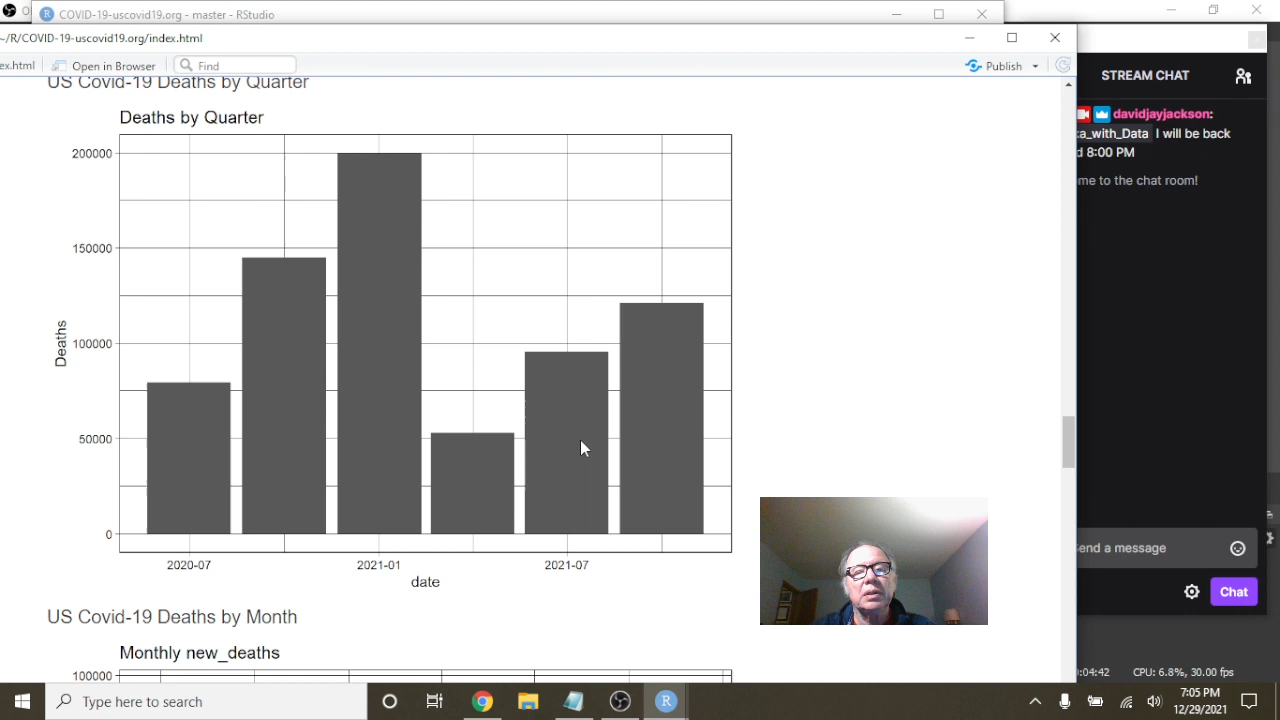 COVID-19-uscovid19.org - master - RStudio
~/R/COVID-19-uscovid19.org/index.html
ex.html
Open in Browser
Find
Publish
US Covid-19 Deaths by Quarter
Deaths by Quarter
200000
150000
100000
50000
0
Deaths
2020-07
2021-01
2021-07
date
US Covid-19 Deaths by Month
Monthly new_deaths
100000
STREAM CHAT
davidjayjackson:
a_with_Data I will be back
d 8:00 PM
me to the chat room!
end a message
Chat
:04:42
CPU: 6.8%, 30.00 fps
Type here to search
7:05 PM
12/29/2021